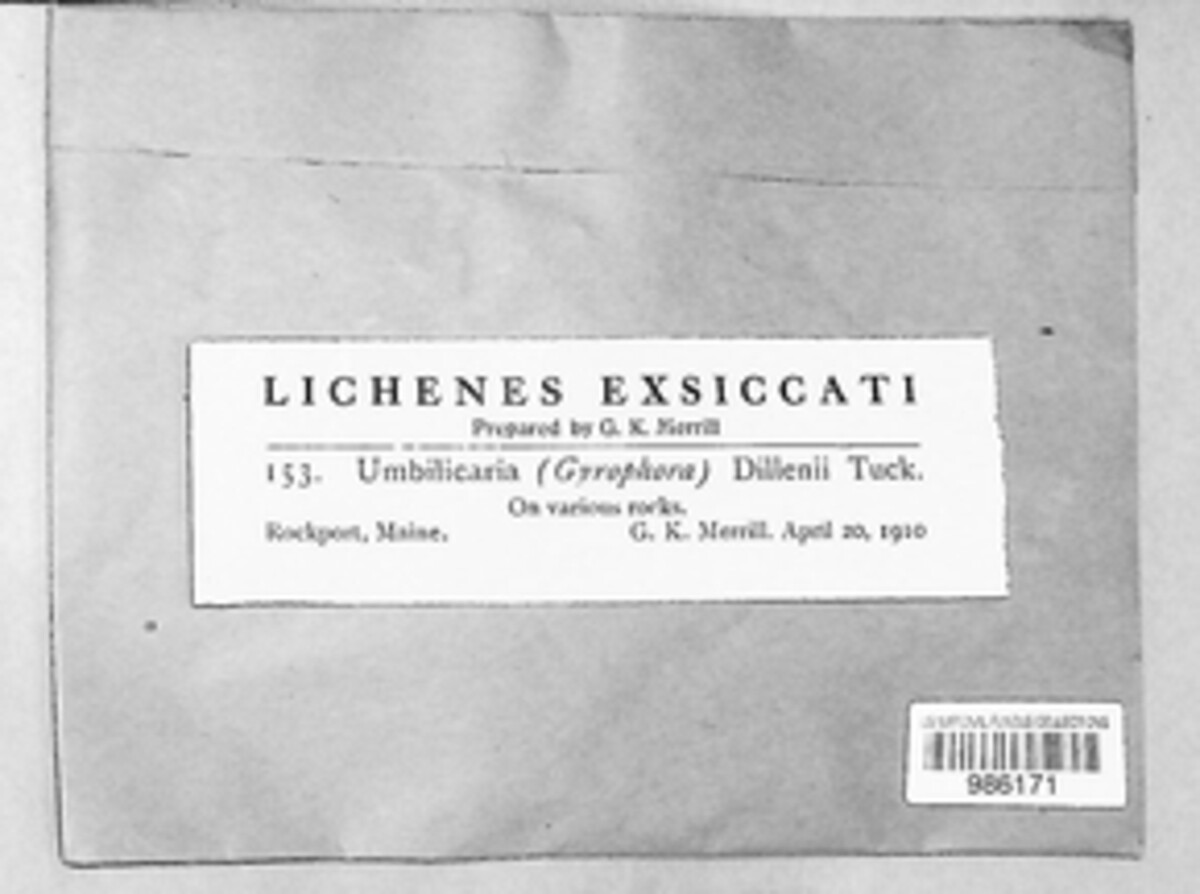 LICHENES EXSICCATI
Prepared by G. K. Merrill
153. Umbilicaria (Gyrophora) Dillenii Tuck.
On various rocks.
Rockport, Maine. G. K. Merrill. April 20, 1910
986171